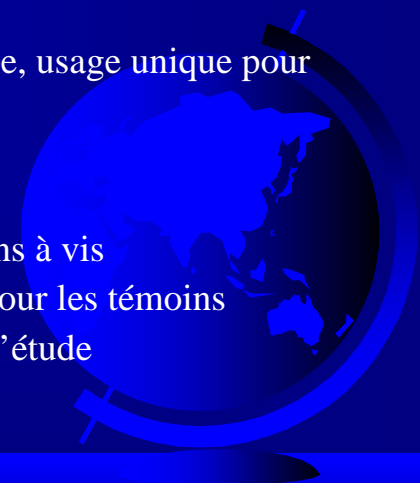 e, usage unique pour
ns à vis
our les témoins
'étude